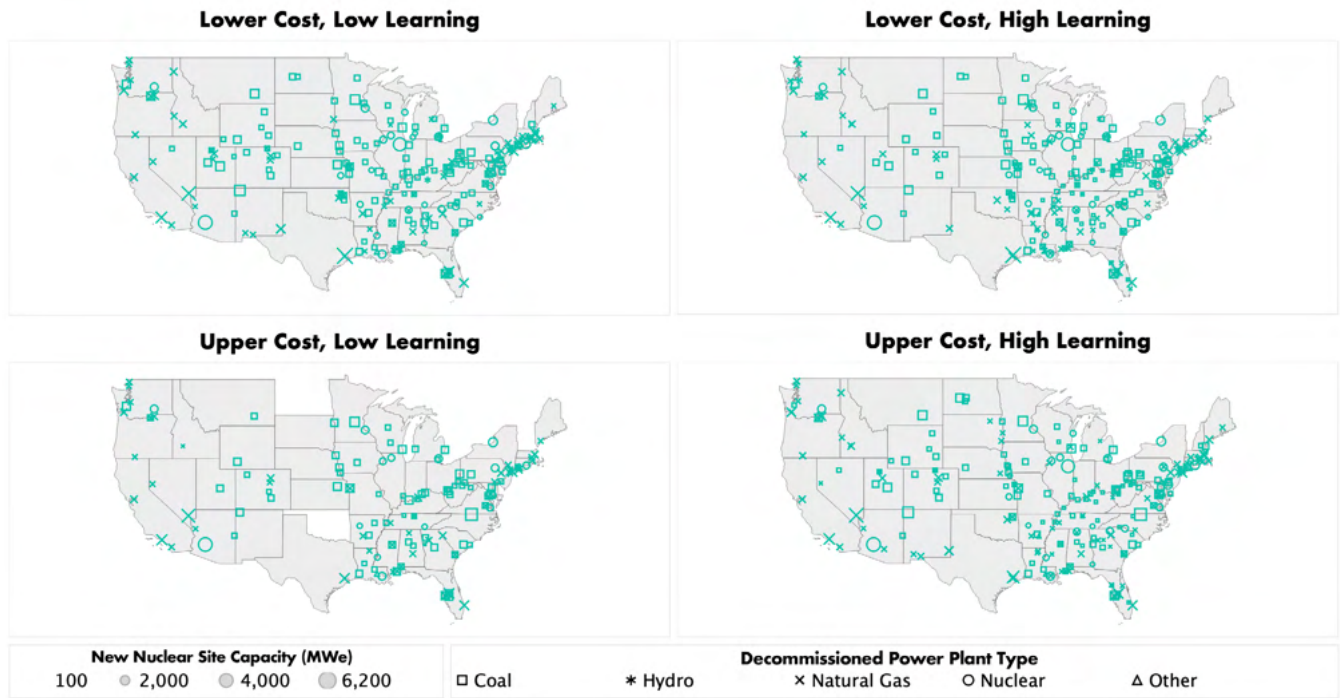 Lower Cost, Low Learning
Lower Cost, High Learning
Upper Cost, Low Learning
Upper Cost, High Learning
New Nuclear Site Capacity (MWe)
100 2,000 4,000 6,200
Decommissioned Power Plant Type
Coal Hydro Natural Gas Nuclear Other